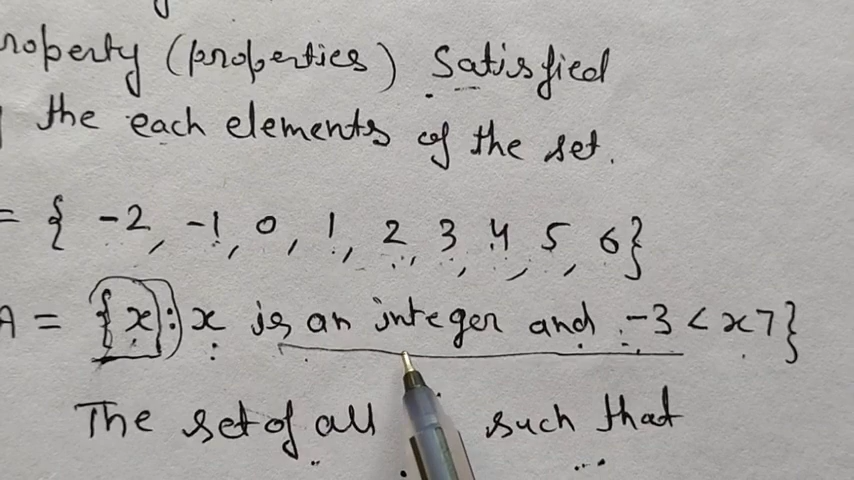 roperty (properties) satisfied
the each elements of the set.
= { -2, -1, 0, 1, 2, 3, 4, 5, 6}
A = {x : x is an integer and -3 < x 7}
The set of all such that